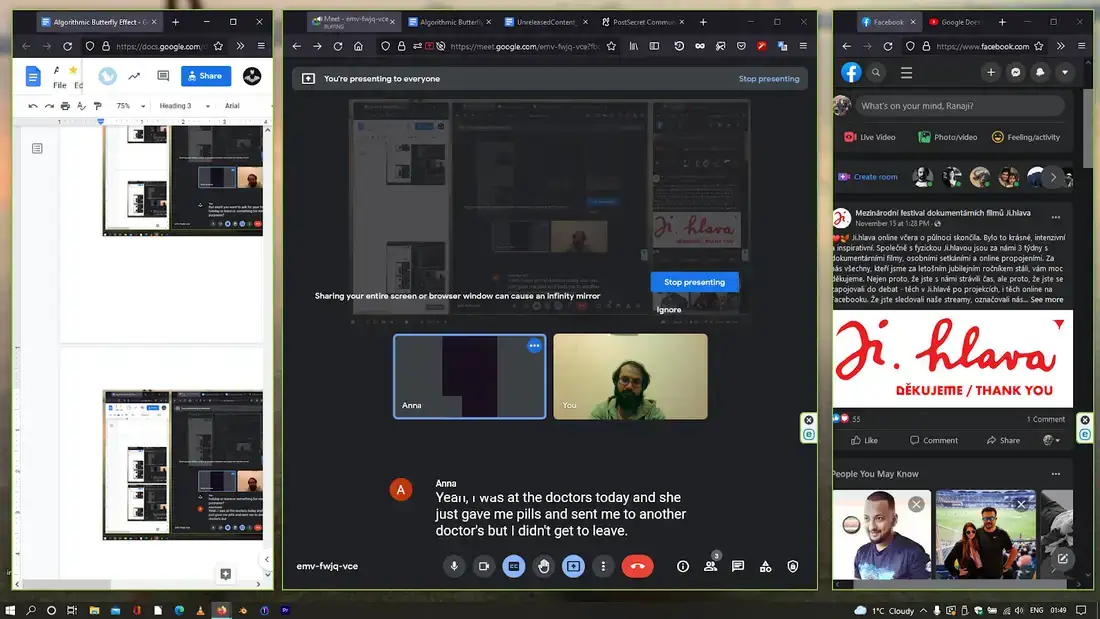 Algorithmic Butterfly Effect - G
https://docs.google.com/
File
Ec
Share
75%
Heading 3
Arial
Meet - emv-fwjq-vce
PLAYING
Algorithmic Butterfly
UnreleasedContent_
PostSecret Commun
https://meet.google.com/emv-fwjq-vce?
You're presenting to everyone
Stop presenting
Sharing your entire screen or browser window can cause an infinity mirror
Stop presenting
Ignore
Anna
You
A
Anna
Yeah, I was at the doctors today and she
just gave me pills and sent me to another
doctor's but I didn't get to leave.
emv-fwjq-vce
3
Facebook
Google Docs
https://www.facebook.com
What's on your mind, Ranaji?
Live Video
Photo/video
Feeling/activity
Create room
Mezinárodní festival dokumentárních filmů Ji.hlava
November 15 at 1:28 PM
Ji.hlava online včera o půlnoci skončila. Bylo to krásné, intenzivní
a inspirativní. Společně s fyzickou Ji.hlavou jsou za námi 3 týdny s
dokumentárními filmy, osobními setkáními a online propojeními. Za
nás všechny, kteří jsme za letošním jubilejním ročníkem stáli, vám moc
děkujeme. Nejen proto, že jste s námi strávili čas, ale proto, že jste se
zapojovali do debat - těch v Ji.hlavě po projekcích, i těch online na
Facebooku. Že jste sledovali naše streamy, označovali nás... See more
Ji. hlava
DĚKUJEME / THANK YOU
55
1 Comment
Like
Comment
Share
People You May Know
1°C Cloudy
ENG
01:49